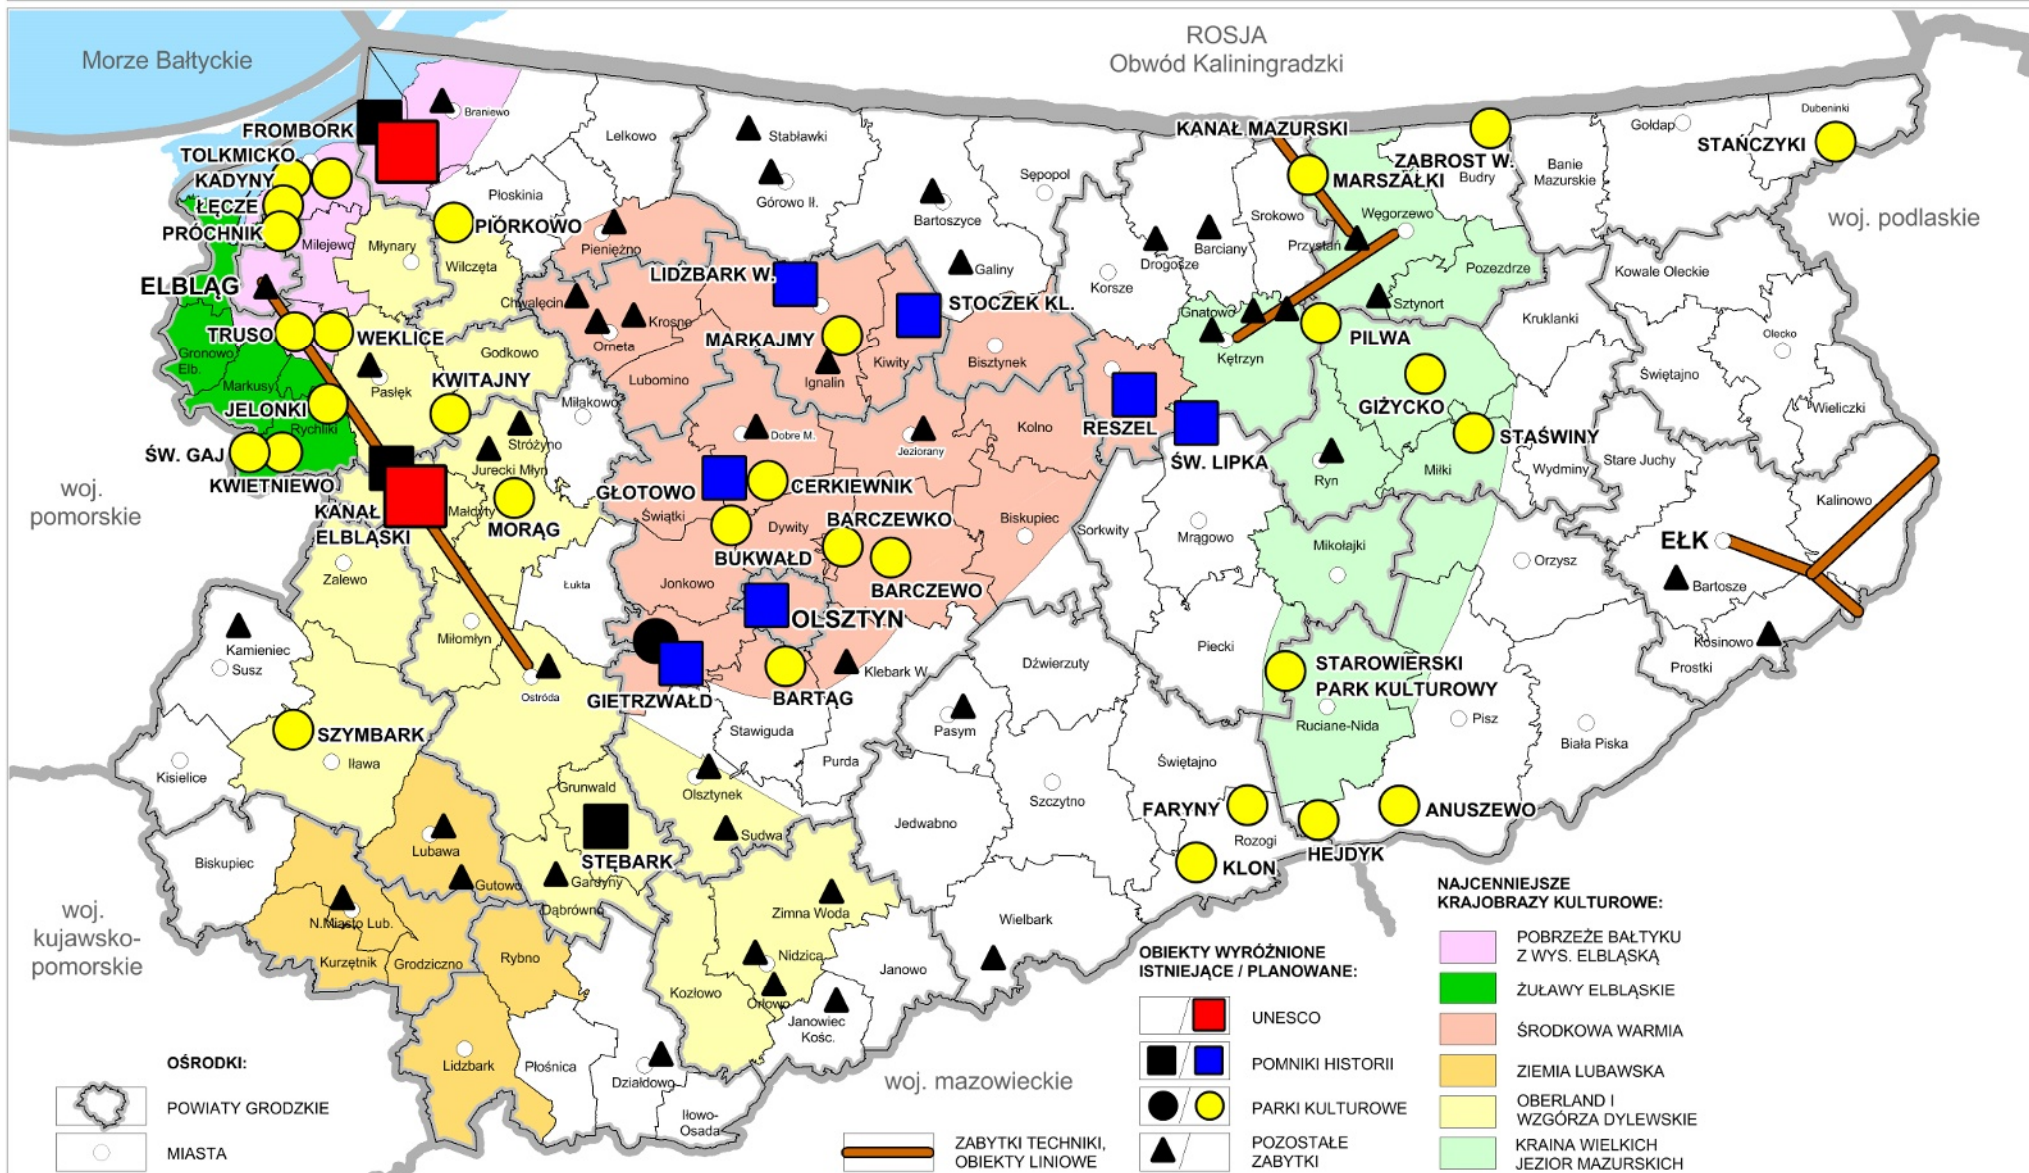 Morze Bałtyckie
ROSJA
Obwód Kaliningradzki
woj. podlaskie
woj.
pomorskie
woj.
kujawsko-
pomorskie
woj. mazowieckie
FROMBORK
Braniewo
Lelkowo
Stabławki
KANAŁ MAZURSKI
Gołdap
Dubeninki
STAŃCZYKI
TOLKMICKO
KADYNY
ŁĘCZE
PRÓCHNIK
Płoskinia
Górowo Ił.
Bartoszyce
Sępopol
ZABROST W.
Budry
MARSZAŁKI
Banie
Mazurskie
Milejewo
Młynary
PIÓRKOWO
Wilczęta
Pieniężno
Srokowo
Węgorzewo
Barciany
Drogosze
Przystań
Galiny
Korsze
Pozezdrze
Kowale Oleckie
ELBLĄG
LIDZBARK W.
STOCZEK KL.
Chwalęcin
Krosno
Orneta
Gnatowo
Sztynort
Kruklanki
Olecko
TRUSO
WEKLICE
MARKAJMY
Kiwity
Bisztynek
Kętrzyn
PILWA
Gronowo
Elb.
Markusy
Godkowo
Pasłęk
Lubomino
Ignalin
Świętajno
KWITAJNY
JELONKI
Rychliki
Miłakowo
Stróżyno
Dobre M.
Jeziorany
Kolno
RESZEL
GIŻYCKO
Wieliczki
ŚW. GAJ
KWIETNIEWO
Jurecki Młyn
ŚW. LIPKA
STAŚWINY
Stare Juchy
Ryn
Miłki
Wydminy
KANAŁ
ELBLĄSKI
Małdyty
MORĄG
GŁOTOWO
CERKIEWNIK
Świątki
Dywity
BARCZEWKO
BUKWAŁD
BARCZEWO
Biskupiec
Sorkwity
Mrągowo
Mikołajki
Kalinowo
EŁK
Orzysz
Bartosze
Zalewo
Łukta
Jonkowo
OLSZTYN
Kamieniec
Susz
Miłomłyn
Piecki
Kosinowo
Prostki
Klebark W.
Dźwierzuty
STAROWIERSKI
PARK KULTUROWY
Ostróda
GIETRZWAŁD
BARTĄG
Ruciane-Nida
Pisz
Biała Piska
SZYMBARK
Iława
Stawiguda
Pasym
Purda
Kisielice
Świętajno
Grunwald
Olsztynek
Szczytno
FARYNY
Rozogi
ANUSZEWO
HEJDYK
KLON
Biskupiec
Lubawa
STĘBARK
Sudwa
Jedwabno
Gutowo
Gardyny
Dąbrówno
N.Miasto Lub.
Zimna Woda
Wielbark
Kurzętnik
Grodziczno
Rybno
Nidzica
Kozłowo
Orłowo
Janowo
Janowiec
Kośc.
Lidzbark
Płośnica
Działdowo
Iłowo-
Osada
OŚRODKI:
POWIATY GRODZKIE
MIASTA
ZABYTKI TECHNIKI,
OBIEKTY LINIOWE
OBIEKTY WYRÓŻNIONE
ISTNIEJĄCE / PLANOWANE:
UNESCO
POMNIKI HISTORII
PARKI KULTUROWE
POZOSTAŁE
ZABYTKI
NAJCENNIEJSZE
KRAJOBRAZY KULTUROWE:
POBRZEŻE BAŁTYKU
Z WYS. ELBLĄSKĄ
ŻUŁAWY ELBLĄSKIE
ŚRODKOWA WARMIA
ZIEMIA LUBAWSKA
OBERLAND I
WZGÓRZA DYLEWSKIE
KRAINA WIELKICH
JEZIOR MAZURSKICH